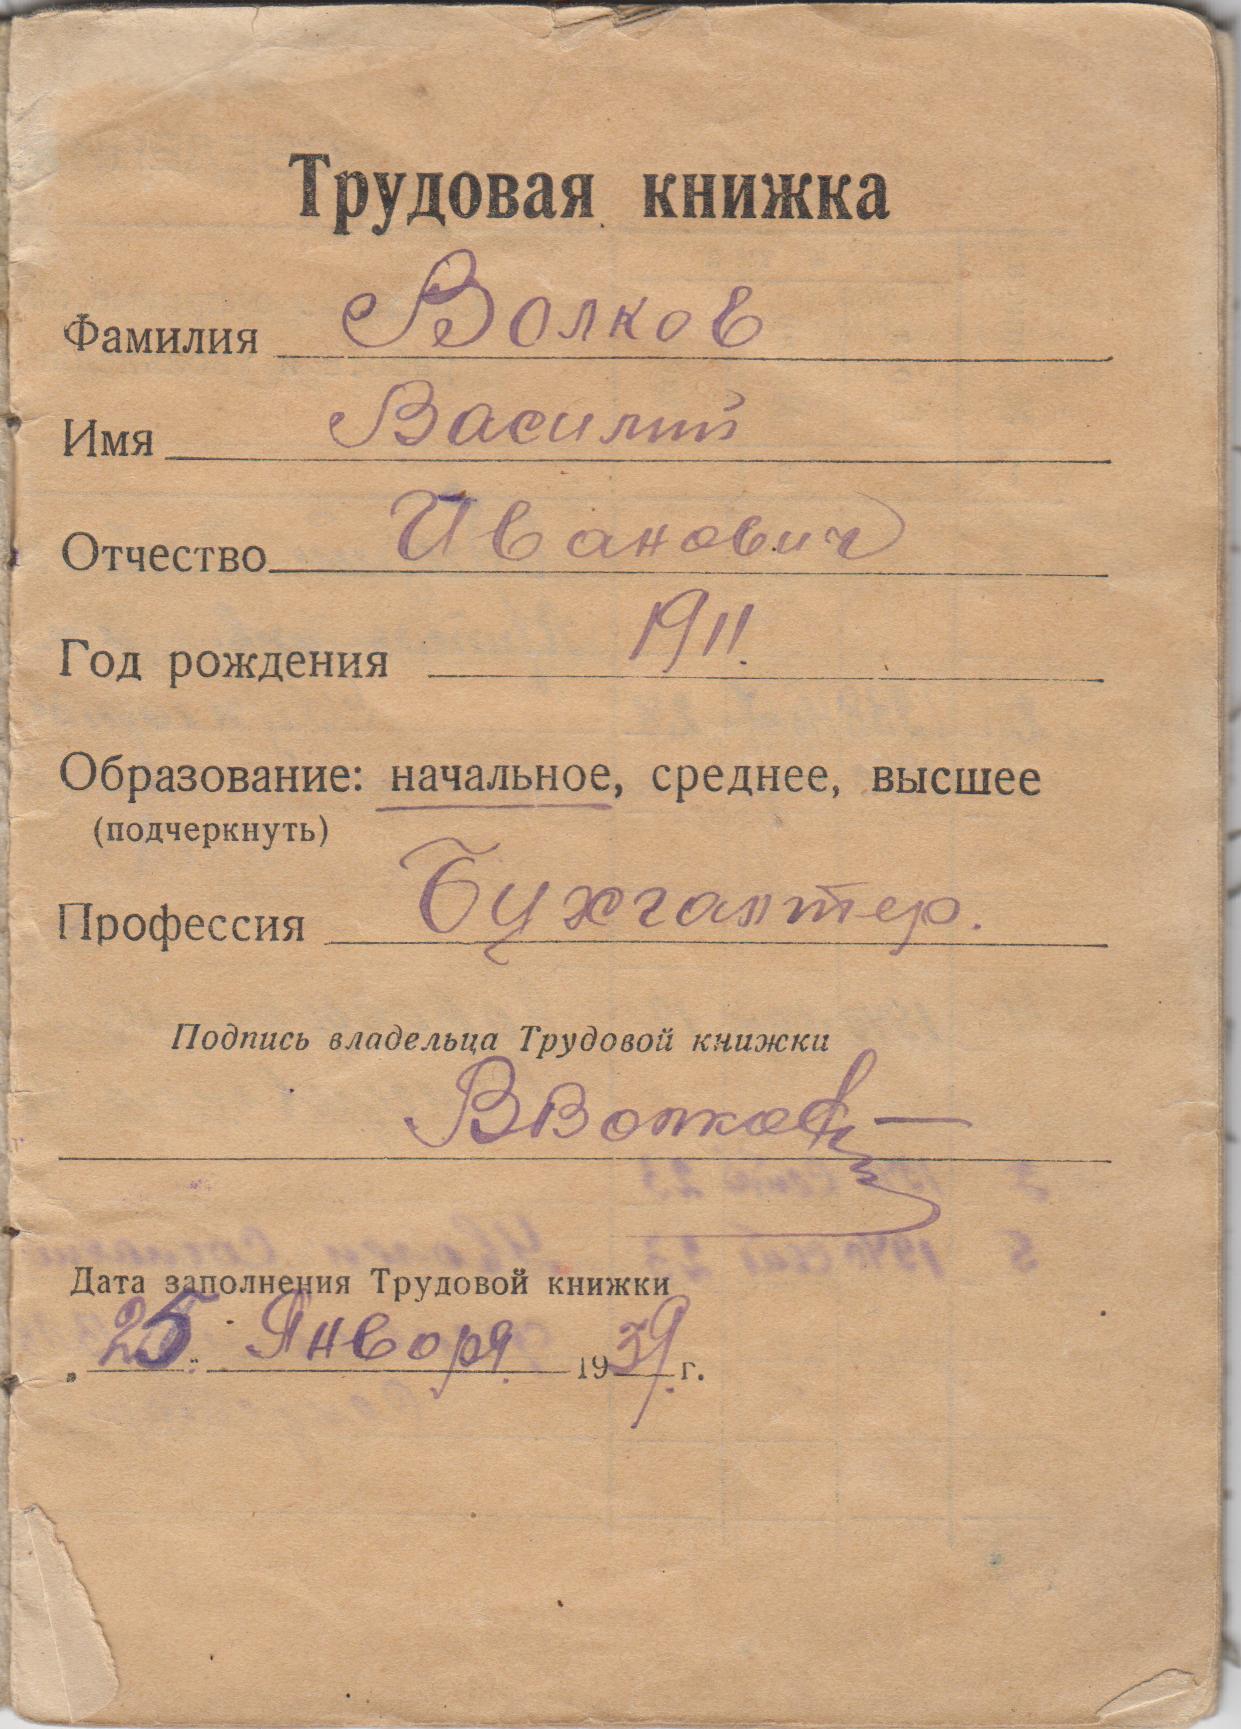 Трудовая книжка
Фамилия Волков
Имя Василий
Отчество Иванович
Год рождения 1911.
Образование: начальное, среднее, высшее
(подчеркнуть)
Профессия Бухгалтер.
Подпись владельца Трудовой книжки
ВВолков
Дата заполнения Трудовой книжки
„25" Января 1939 г.